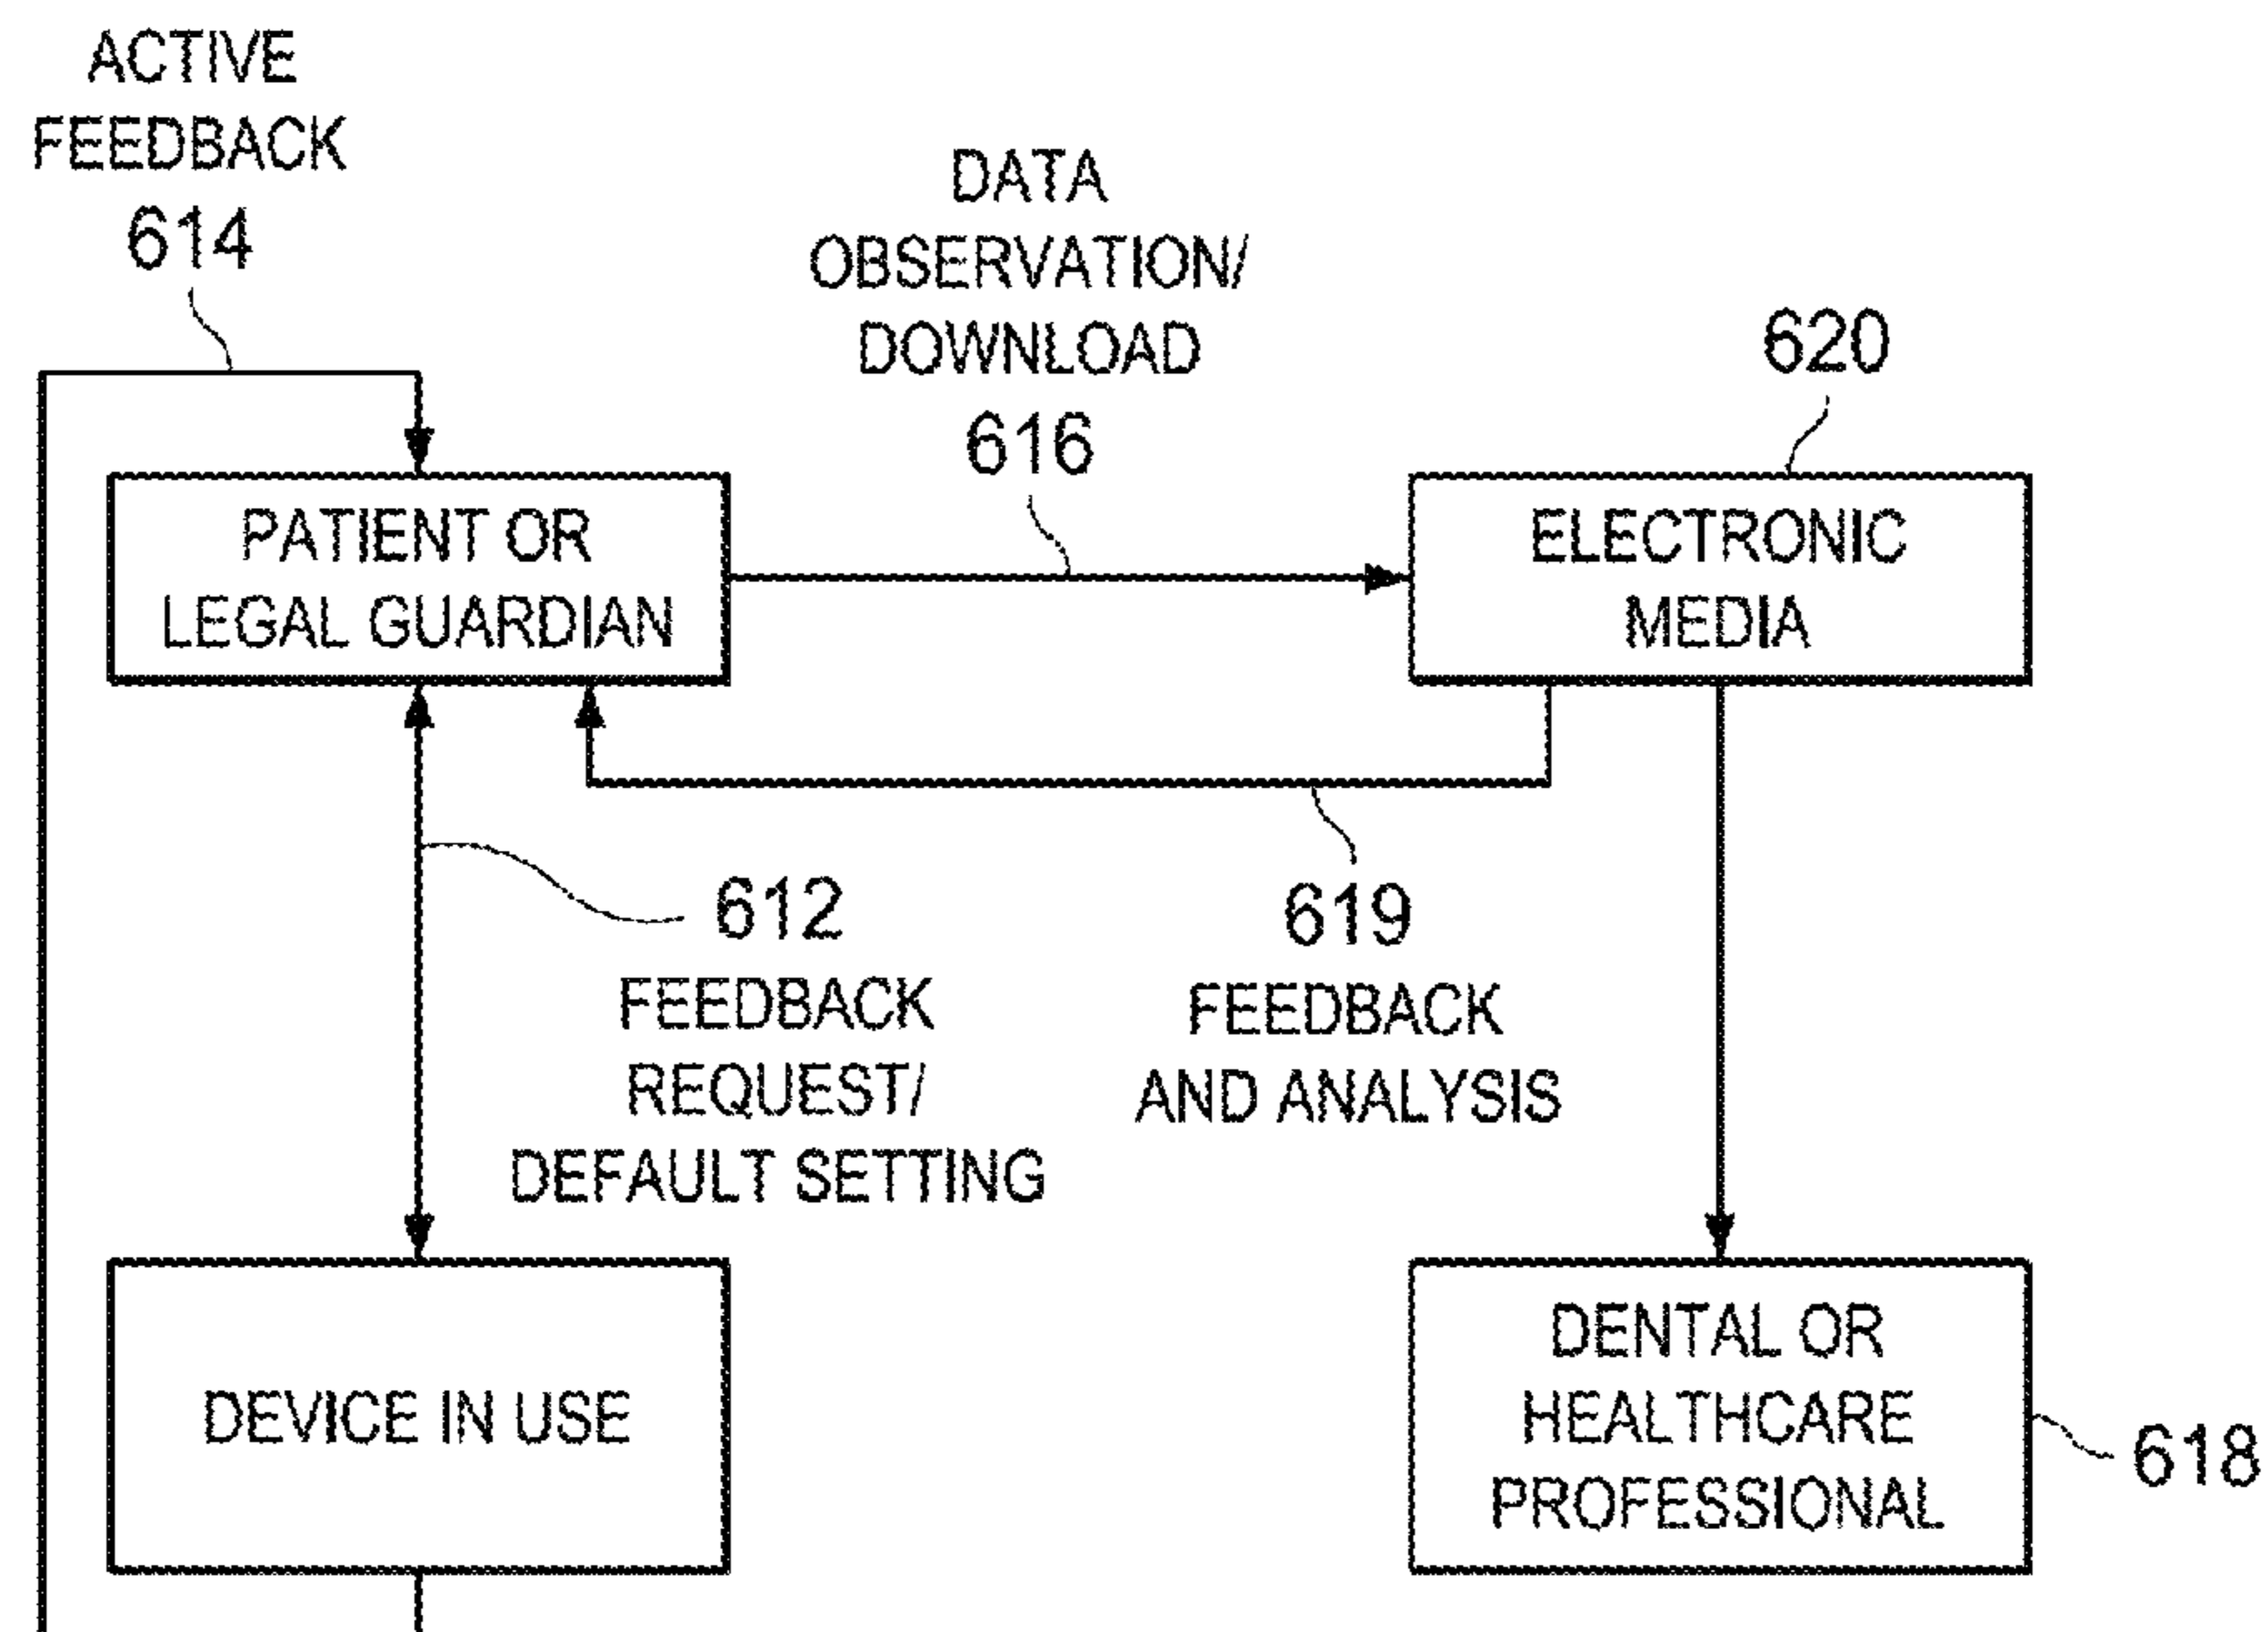 ACTIVE
FEEDBACK
614
DATA
OBSERVATION/
DOWNLOAD
616
620
PATIENT OR
LEGAL GUARDIAN
ELECTRONIC
MEDIA
612
FEEDBACK
REQUEST/
DEFAULT SETTING
619
FEEDBACK
AND ANALYSIS
DEVICE IN USE
DENTAL OR
HEALTHCARE
PROFESSIONAL
618